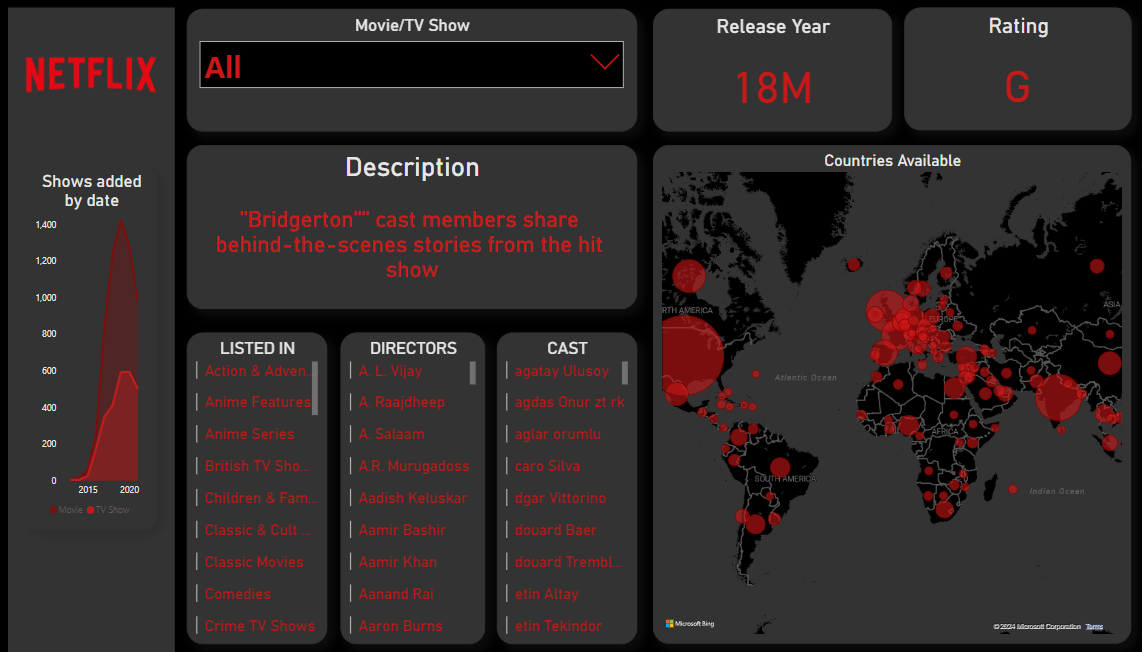 NETFLIX
Shows added
by date
1,400
1,200
1,000
800
600
400
200
0
2015
2020
Movie
TV Show
Movie/TV Show
All
Release Year
18M
Rating
G
Description
"Bridgerton"" cast members share
behind-the-scenes stories from the hit
show
LISTED IN
Action & Adven...
Anime Features
Anime Series
British TV Sho...
Children & Fam...
Classic & Cult ...
Classic Movies
Comedies
Crime TV Shows
DIRECTORS
A. L. Vijay
A. Raajdheep
A. Salaam
A.R. Murugadoss
Aadish Keluskar
Aamir Bashir
Aamir Khan
Aanand Rai
Aaron Burns
CAST
agatay Ulusoy
agdas Onur zt rk
aglar orumlu
caro Silva
dgar Vittorino
douard Baer
douard Trembl...
etin Altay
etin Tekindor
Countries Available
RTH AMERICA
EUROPE
ASIA
Atlantic Ocean
AFRICA
SOUTH AMERICA
Indian Ocean
Microsoft Bing
© 2024 Microsoft Corporation Terms